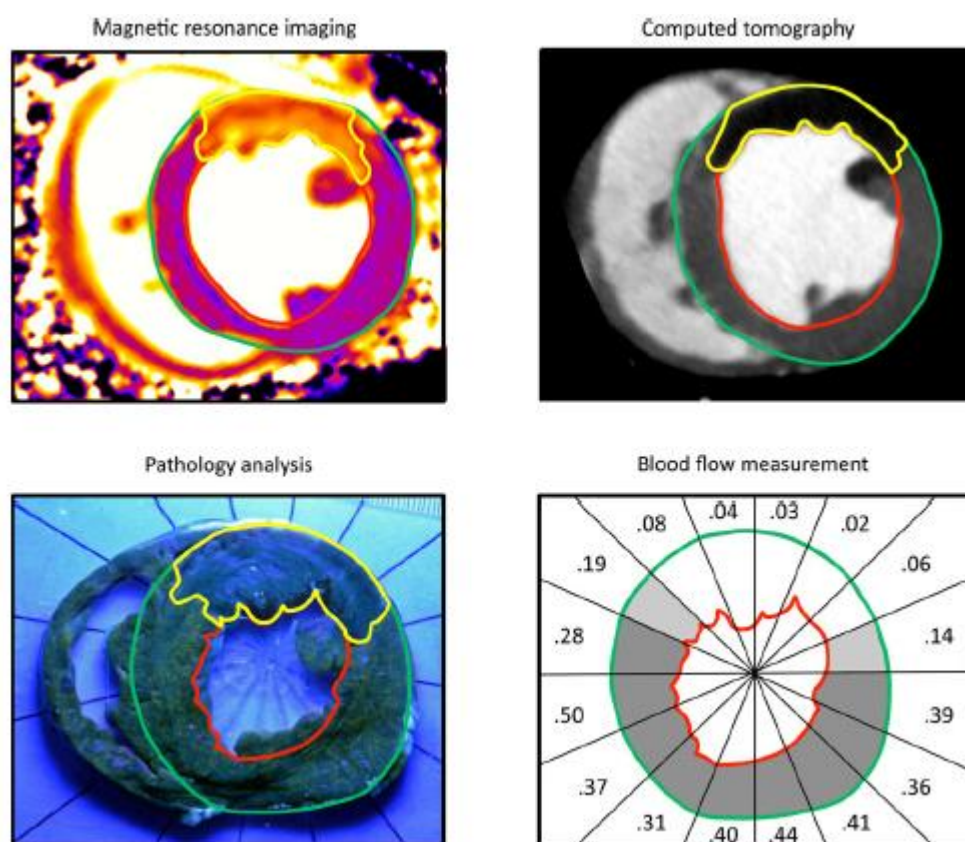 Magnetic resonance imaging
Computed tomography
Pathology analysis
Blood flow measurement
.04 .03
.08 .02
.19 .06
.28 .14
.50 .39
.37 .36
.31 .41
.40 .44